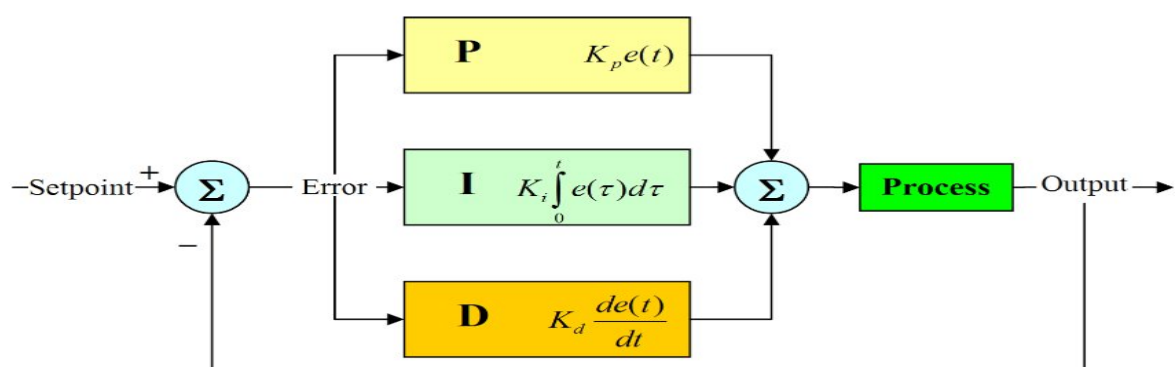 P K_p e(t)
–Setpoint + Σ Error I K_i ∫_0^t e(τ)dτ Σ Process Output
–
D K_d de(t)/dt